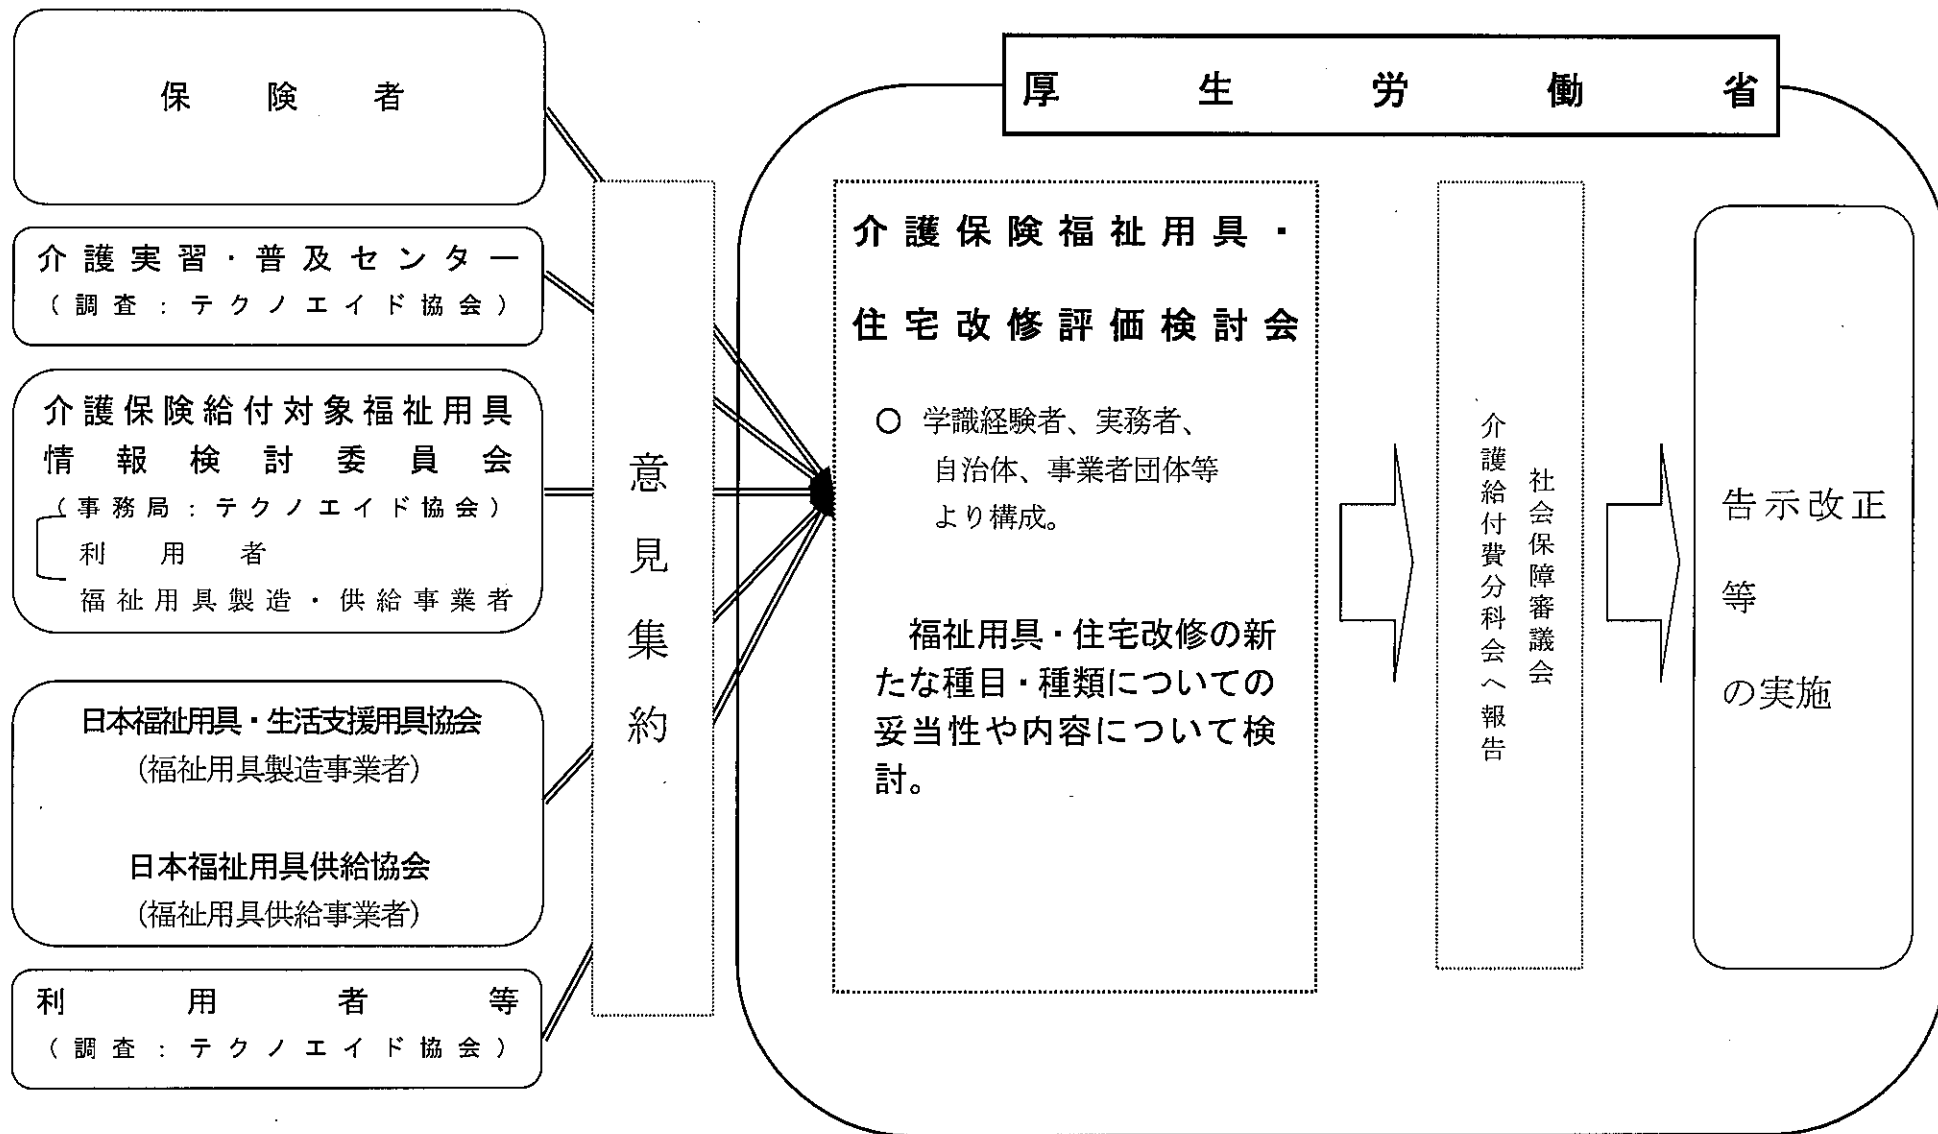 保険者
介護実習・普及センター
（調査：テクノエイド協会）
介護保険給付対象福祉用具
情報検討委員会
（事務局：テクノエイド協会）
利用者
福祉用具製造・供給事業者
日本福祉用具・生活支援用具協会
(福祉用具製造事業者)
日本福祉用具供給協会
(福祉用具供給事業者)
利用者等
（調査：テクノエイド協会）
意見集約
厚生労働省
介護保険福祉用具・
住宅改修評価検討会
○ 学識経験者、実務者、
自治体、事業者団体等
より構成。
福祉用具・住宅改修の新
たな種目・種類についての
妥当性や内容について検
討。
社会保障審議会
介護給付費分科会へ報告
告示改正
等
の実施